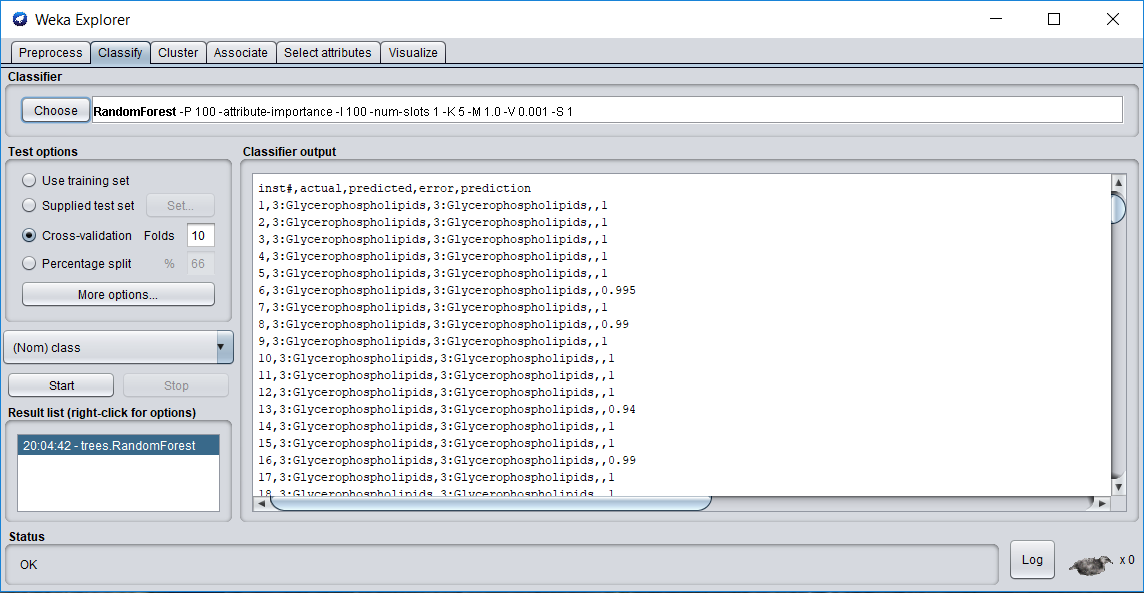 Weka Explorer
Preprocess Classify Cluster Associate Select attributes Visualize
Classifier
Choose RandomForest -P 100 -attribute-importance -I 100 -num-slots 1 -K 5 -M 1.0 -V 0.001 -S 1
Test options
Use training set
Supplied test set Set...
Cross-validation Folds 10
Percentage split % 66
More options...
(Nom) class
Start Stop
Result list (right-click for options)
20:04:42 - trees.RandomForest
Classifier output
inst#,actual,predicted,error,prediction
1,3:Glycerophospholipids,3:Glycerophospholipids,,1
2,3:Glycerophospholipids,3:Glycerophospholipids,,1
3,3:Glycerophospholipids,3:Glycerophospholipids,,1
4,3:Glycerophospholipids,3:Glycerophospholipids,,1
5,3:Glycerophospholipids,3:Glycerophospholipids,,1
6,3:Glycerophospholipids,3:Glycerophospholipids,,0.995
7,3:Glycerophospholipids,3:Glycerophospholipids,,1
8,3:Glycerophospholipids,3:Glycerophospholipids,,0.99
9,3:Glycerophospholipids,3:Glycerophospholipids,,1
10,3:Glycerophospholipids,3:Glycerophospholipids,,1
11,3:Glycerophospholipids,3:Glycerophospholipids,,1
12,3:Glycerophospholipids,3:Glycerophospholipids,,1
13,3:Glycerophospholipids,3:Glycerophospholipids,,0.94
14,3:Glycerophospholipids,3:Glycerophospholipids,,1
15,3:Glycerophospholipids,3:Glycerophospholipids,,1
16,3:Glycerophospholipids,3:Glycerophospholipids,,0.99
17,3:Glycerophospholipids,3:Glycerophospholipids,,1
18,3:Glycerophospholipids,3:Glycerophospholipids,,1
Status
OK
Log x 0